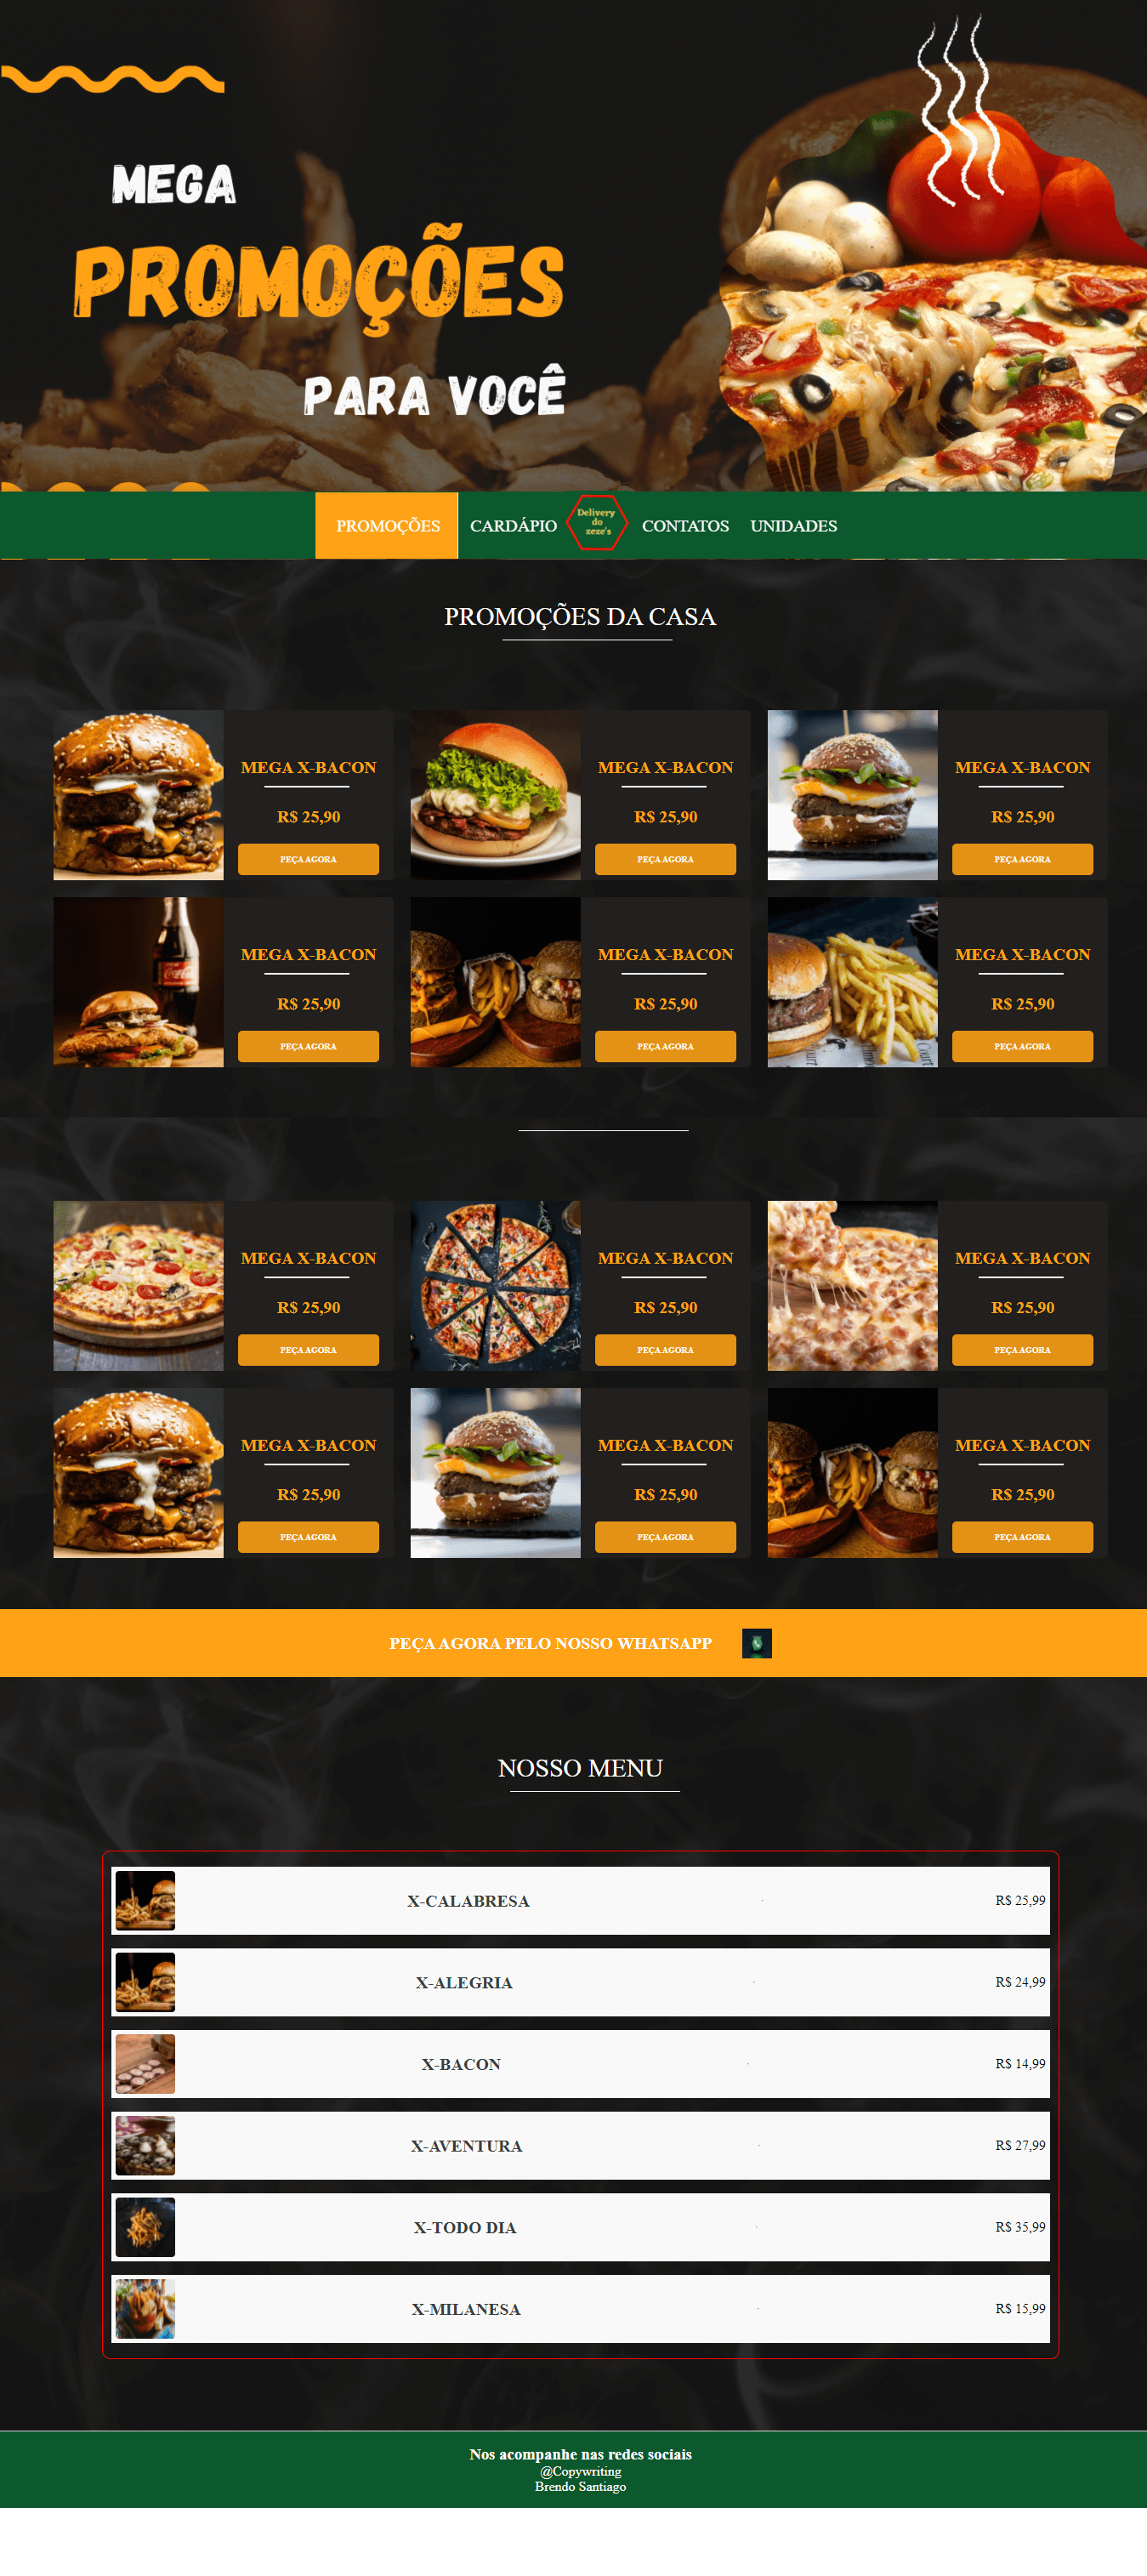 MEGA
PROMOÇÕES
PARA VOCÊ
PROMOÇÕES
CARDÁPIO
Delivery
do
zeze's
CONTATOS
UNIDADES
PROMOÇÕES DA CASA
MEGA X-BACON
R$ 25,90
PEÇA AGORA
MEGA X-BACON
R$ 25,90
PEÇA AGORA
MEGA X-BACON
R$ 25,90
PEÇA AGORA
Coca-Cola
MEGA X-BACON
R$ 25,90
PEÇA AGORA
MEGA X-BACON
R$ 25,90
PEÇA AGORA
MEGA X-BACON
R$ 25,90
PEÇA AGORA
MEGA X-BACON
R$ 25,90
PEÇA AGORA
MEGA X-BACON
R$ 25,90
PEÇA AGORA
MEGA X-BACON
R$ 25,90
PEÇA AGORA
MEGA X-BACON
R$ 25,90
PEÇA AGORA
MEGA X-BACON
R$ 25,90
PEÇA AGORA
MEGA X-BACON
R$ 25,90
PEÇA AGORA
PEÇA AGORA PELO NOSSO WHATSAPP
NOSSO MENU
X-CALABRESA R$ 25,99
X-ALEGRIA R$ 24,99
X-BACON R$ 14,99
X-AVENTURA R$ 27,99
X-TODO DIA R$ 35,99
X-MILANESA R$ 15,99
Nos acompanhe nas redes sociais
@Copywriting
Brendo Santiago